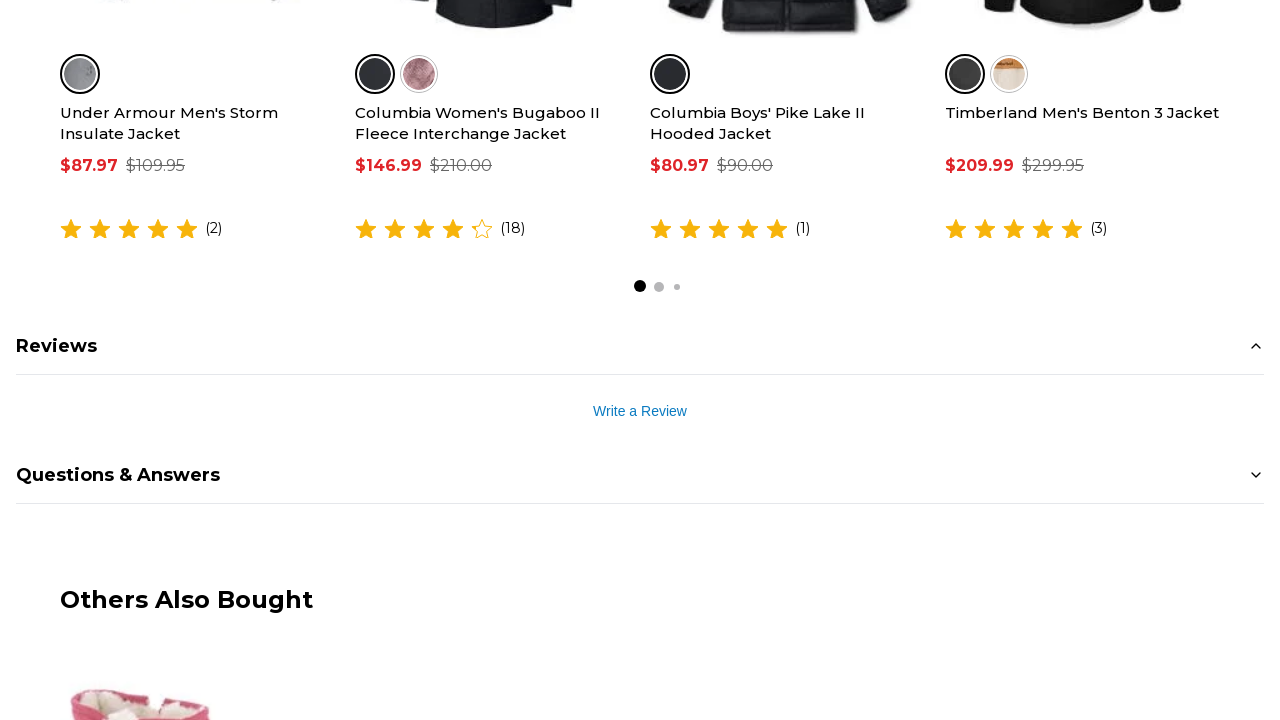 Under Armour Men's Storm
Insulate Jacket
$87.97 $109.95
(2)
Columbia Women's Bugaboo II
Fleece Interchange Jacket
$146.99 $210.00
(18)
Columbia Boys' Pike Lake II
Hooded Jacket
$80.97 $90.00
(1)
Timberland Men's Benton 3 Jacket
$209.99 $299.95
(3)
Reviews
Write a Review
Questions & Answers
Others Also Bought